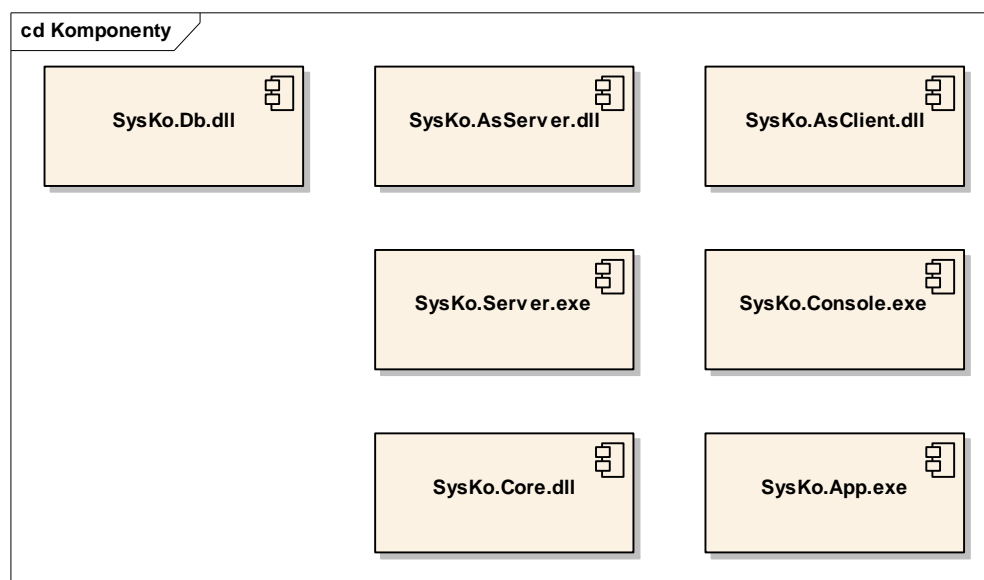 cd Komponenty
SysKo.Db.dll
SysKo.AsServer.dll
SysKo.AsClient.dll
SysKo.Server.exe
SysKo.Console.exe
SysKo.Core.dll
SysKo.App.exe